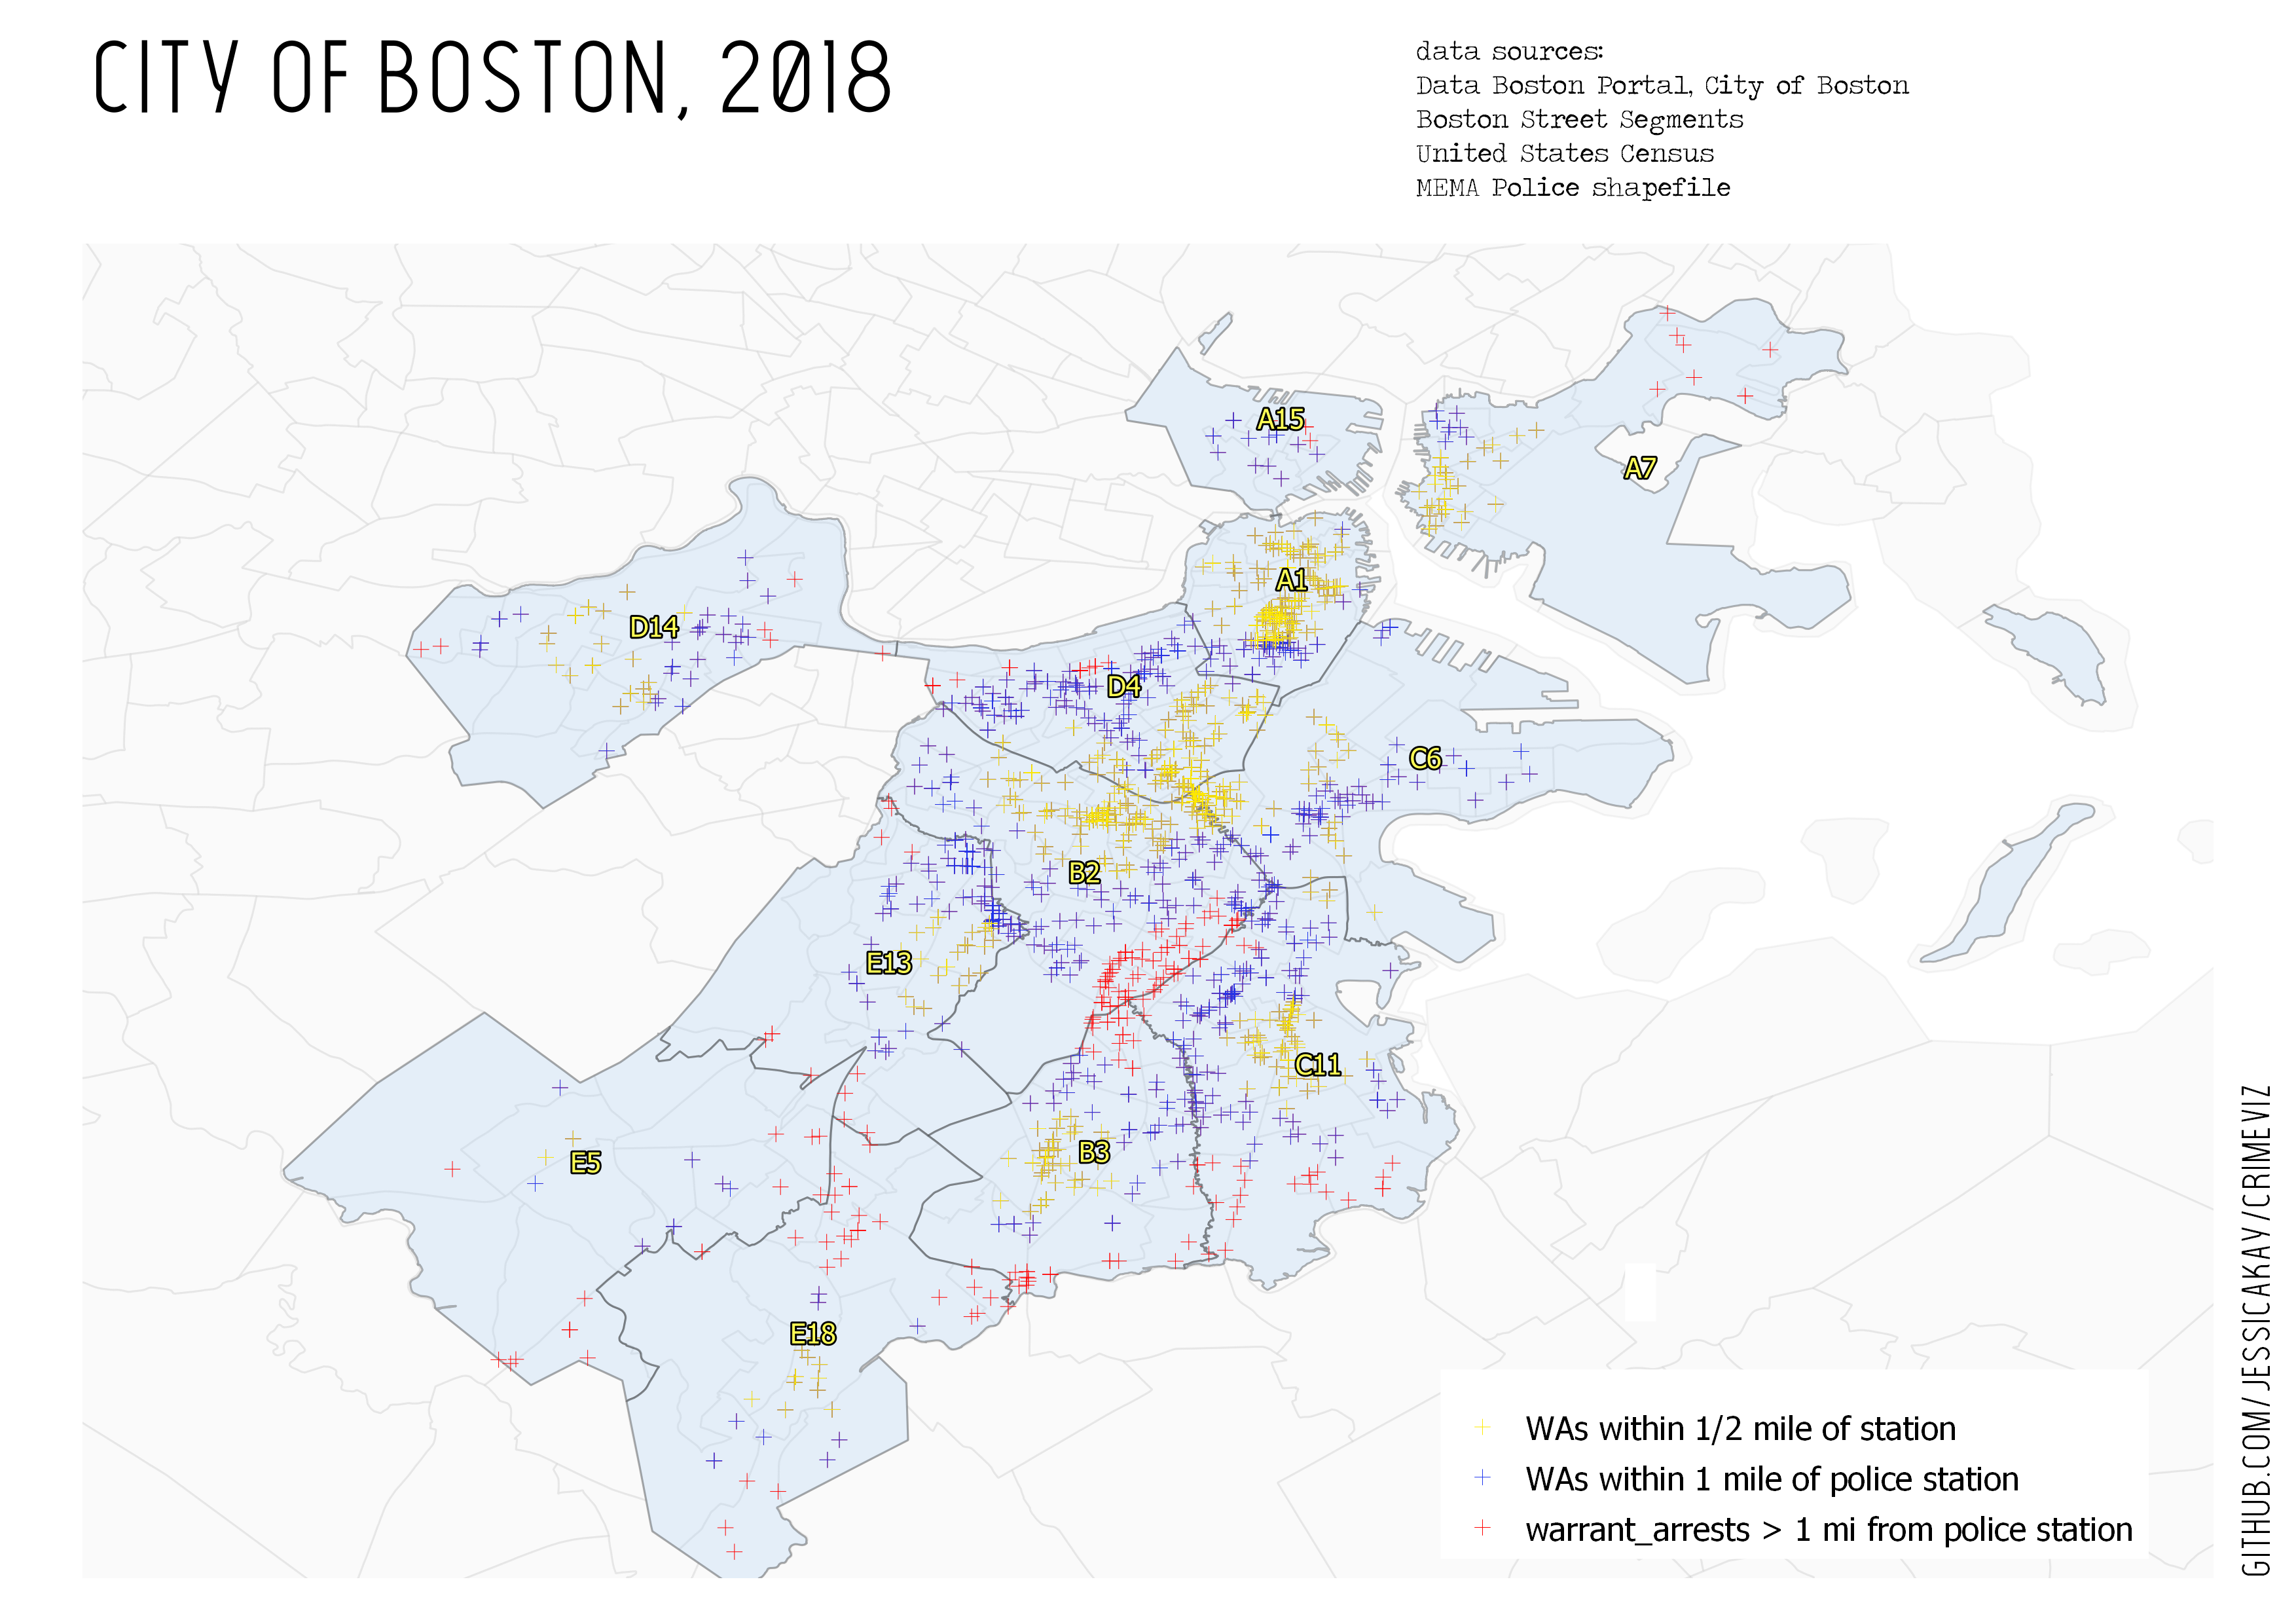 CITY OF BOSTON, 2018
data sources:
Data Boston Portal, City of Boston
Boston Street Segments
United States Census
MEMA Police shapefile
A15
A7
A1
D14
D4
C6
B2
E13
C11
B3
E5
E18
WAs within 1/2 mile of station
WAs within 1 mile of police station
warrant_arrests > 1 mi from police station
GITHUB.COM/JESSICAKAY/CRIMEVIZ